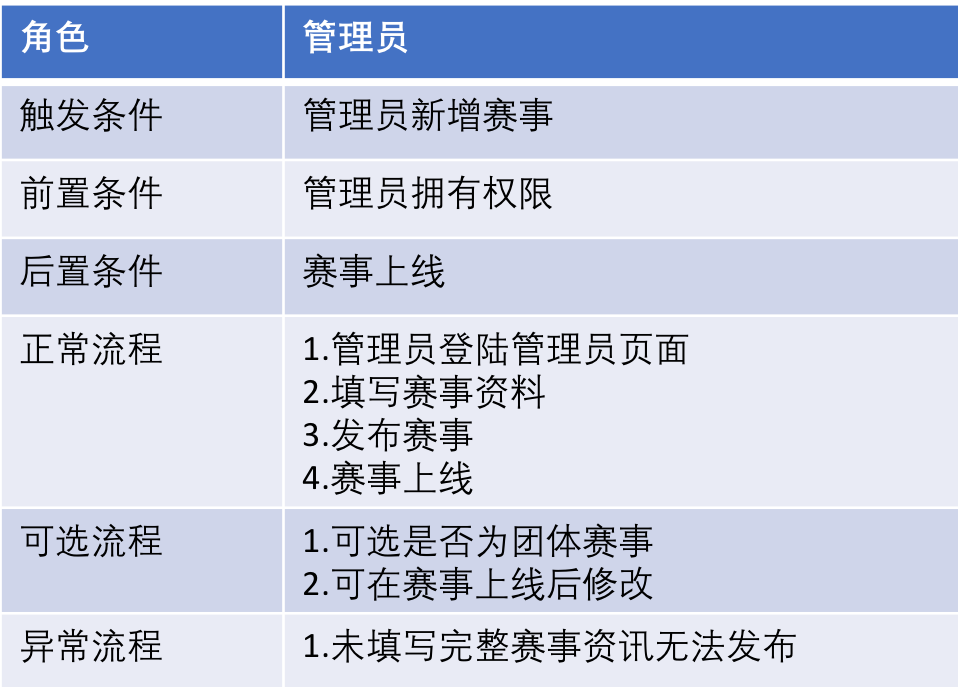 角色 管理员
触发条件 管理员新增赛事
前置条件 管理员拥有权限
后置条件 赛事上线
正常流程 1.管理员登陆管理员页面
2.填写赛事资料
3.发布赛事
4.赛事上线
可选流程 1.可选是否为团体赛事
2.可在赛事上线后修改
异常流程 1.未填写完整赛事资讯无法发布